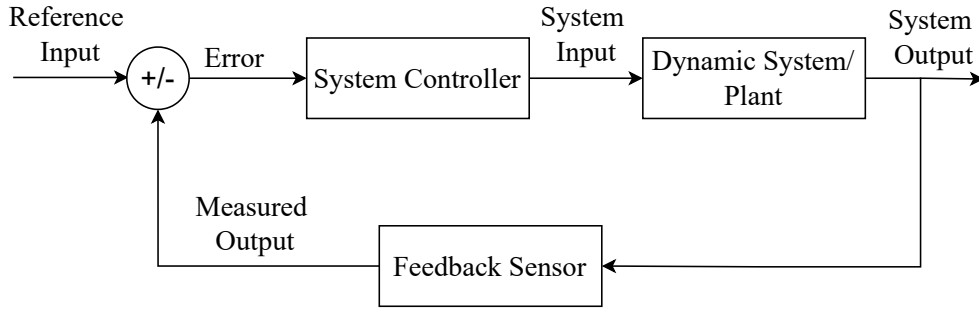 Reference
Input
+/-
Error
System Controller
System
Input
Dynamic System/
Plant
System
Output
Measured
Output
Feedback Sensor